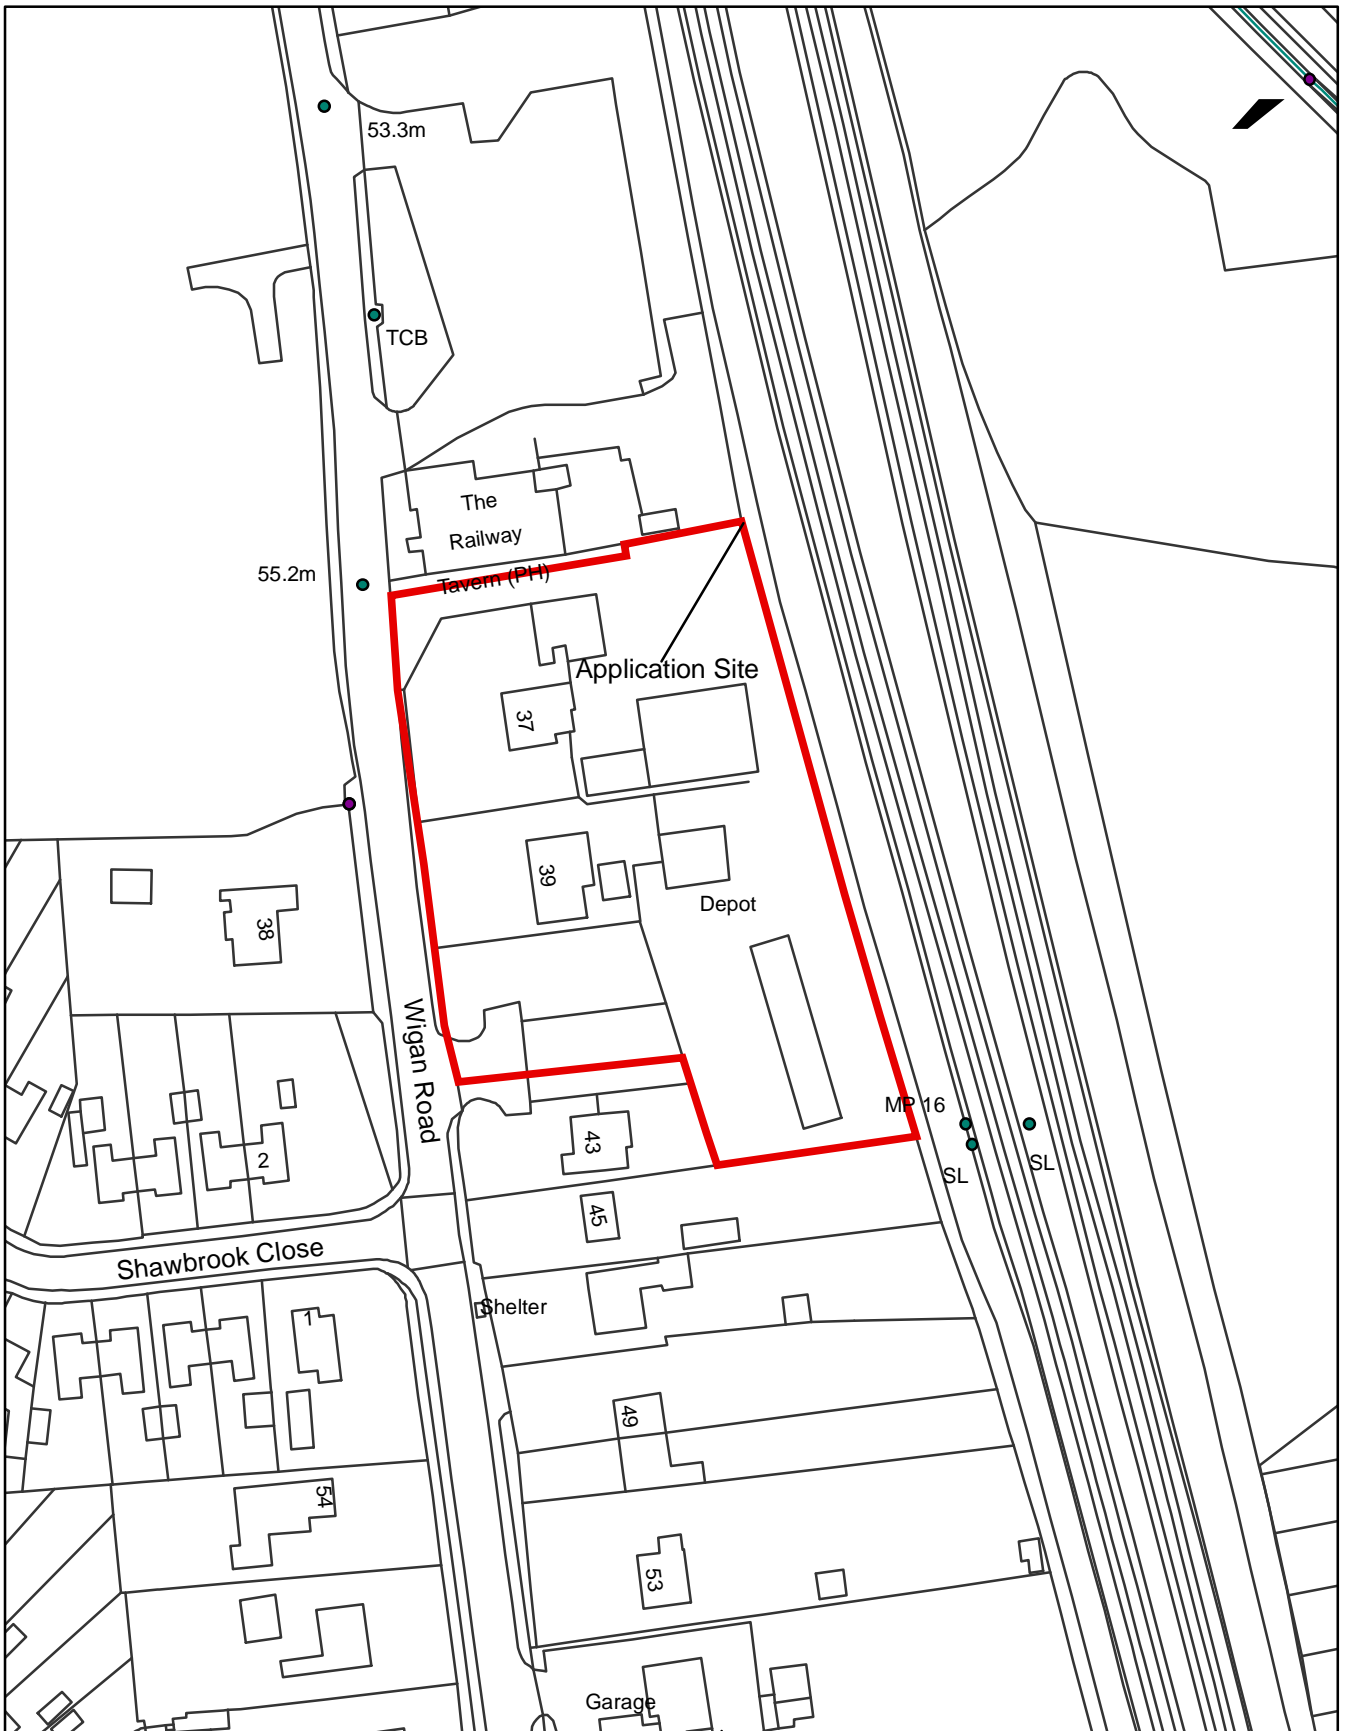 53.3m
TCB
The
Railway
Tavern (PH)
55.2m
Application Site
37
39
Depot
38
Wigan Road
MP 16
SL
SL
43
2
45
Shawbrook Close
Shelter
1
49
54
53
Garage